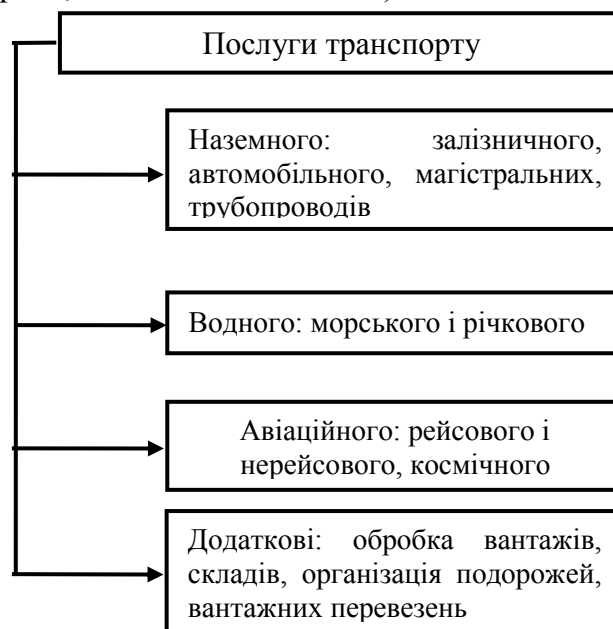 Послуги транспорту
Наземного: залізничного,
автомобільного, магістральних,
трубопроводів
Водного: морського і річкового
Авіаційного: рейсового і
нерейсового, космічного
Додаткові: обробка вантажів,
складів, організація подорожей,
вантажних перевезень